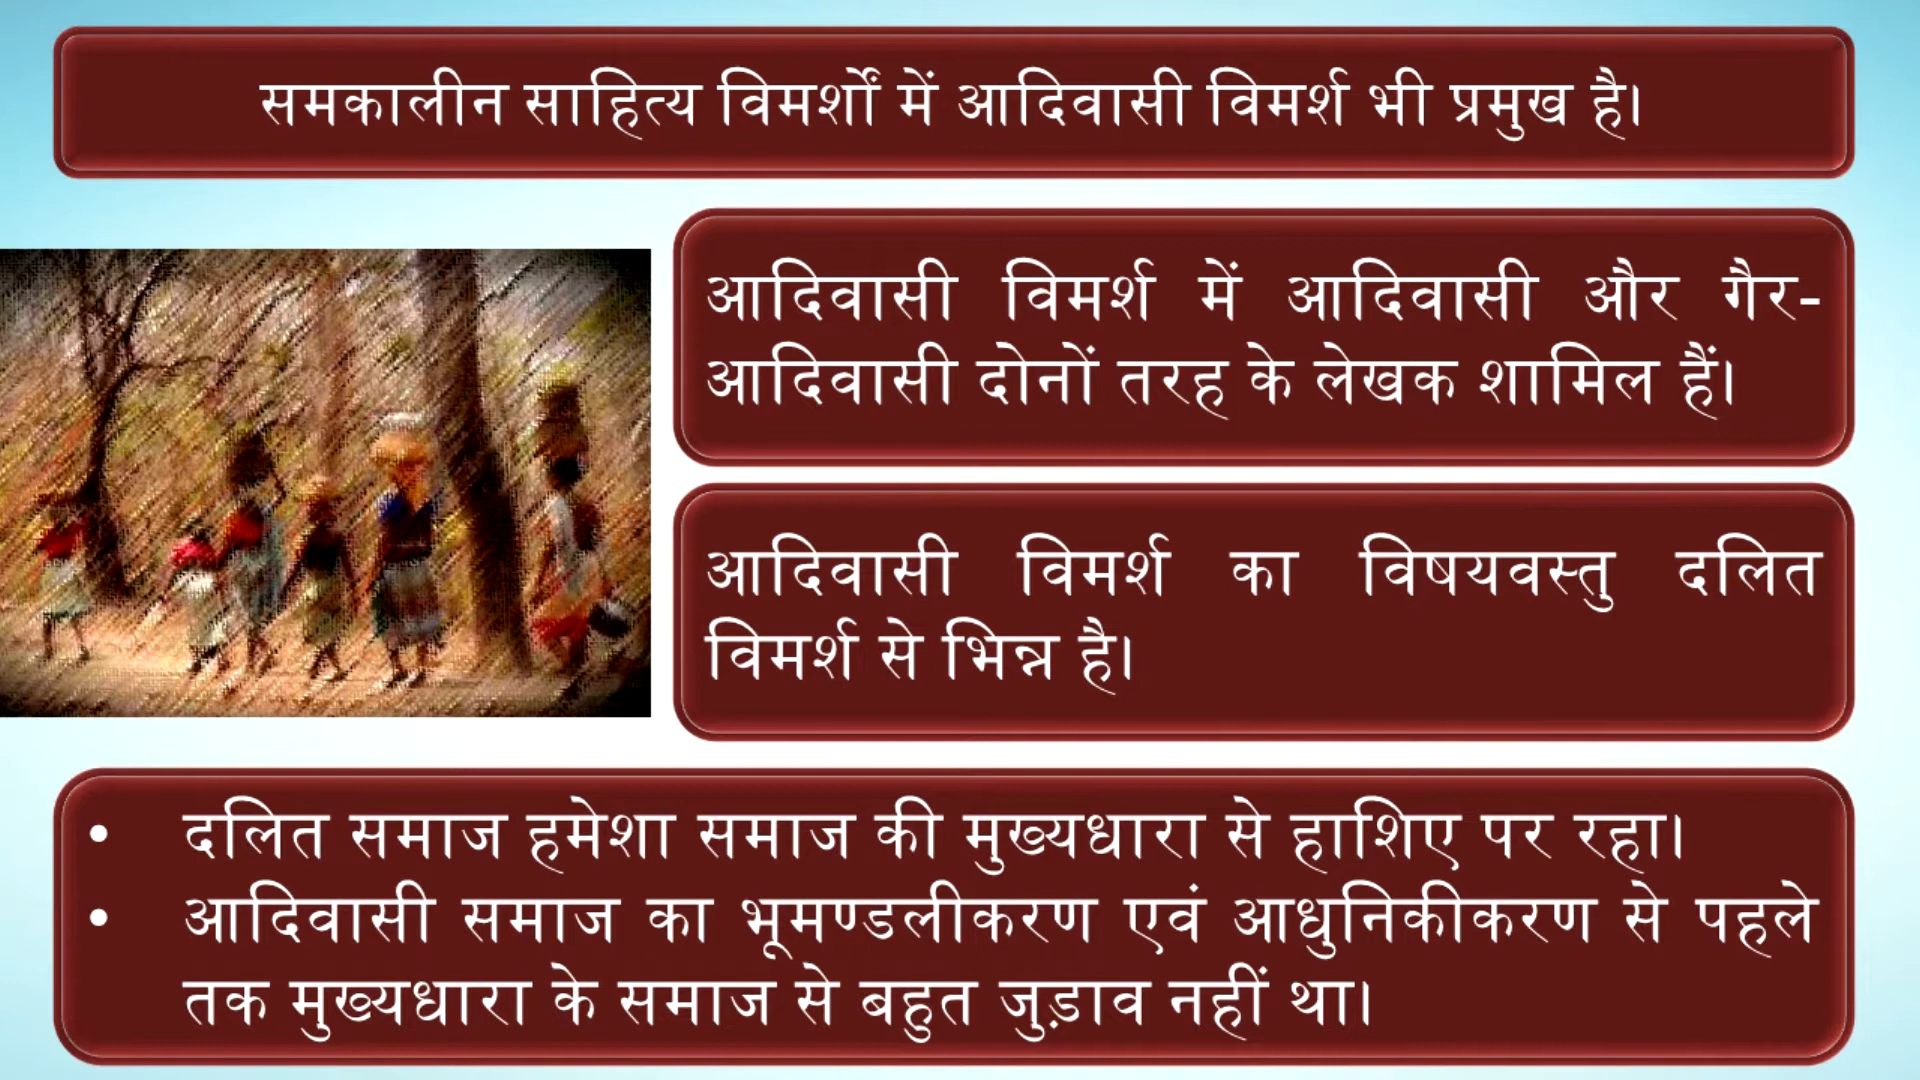 समकालीन साहित्य विमर्शों में आदिवासी विमर्श भी प्रमुख है।
आदिवासी विमर्श में आदिवासी और गैर-
आदिवासी दोनों तरह के लेखक शामिल हैं।
आदिवासी विमर्श का विषयवस्तु दलित
विमर्श से भिन्न है।
• दलित समाज हमेशा समाज की मुख्यधारा से हाशिए पर रहा।
• आदिवासी समाज का भूमण्डलीकरण एवं आधुनिकीकरण से पहले
तक मुख्यधारा के समाज से बहुत जुड़ाव नहीं था।